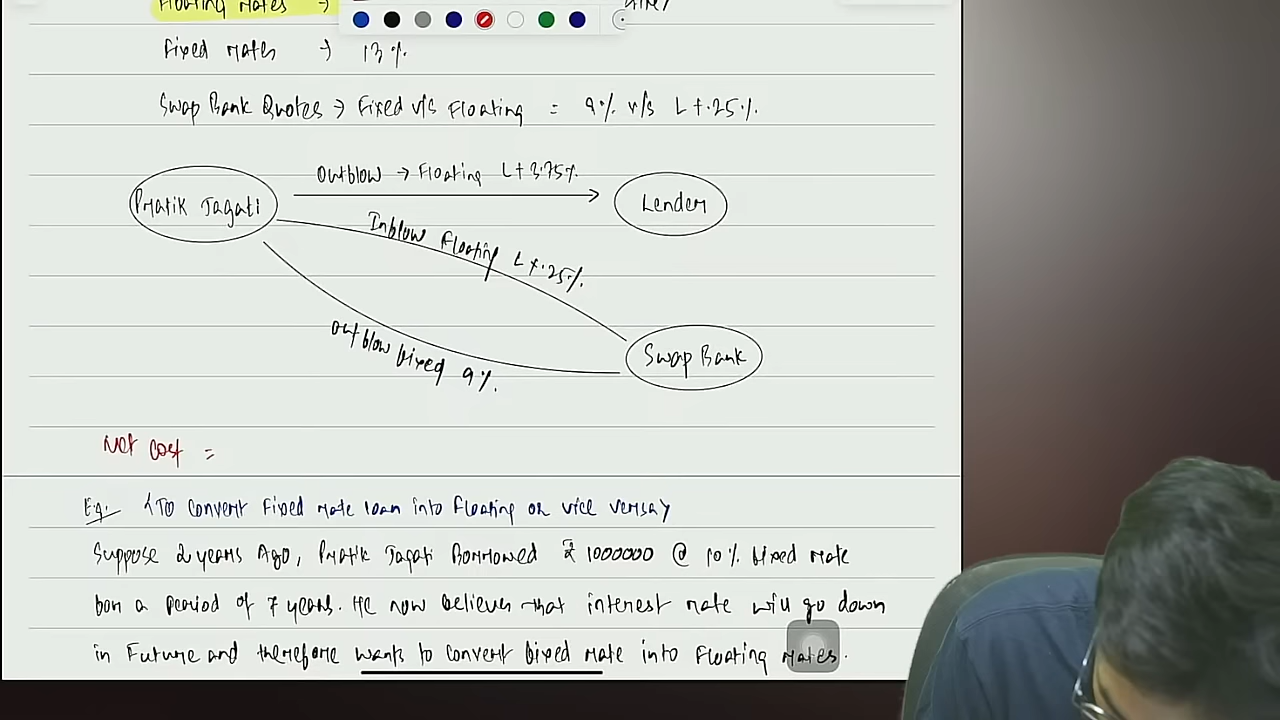 Floating Rates →
Fixed rates → 13%
Swap Bank Quotes → Fixed v/s Floating = 9% v/s L+.25%
Outflow → Floating L+3.75%
Pratik Jagati
Lender
Inflow Floating L+.25%
Swap Bank
Outflow fixed 9%.
Net Cost =
Eg. (To convert Fixed rate loan into Floating or vice versa)
Suppose 2 years Ago, Pratik Jagati Borrowed ₹ 1000000 @ 10% fixed rate
for a period of 7 years. He now believes that interest rate will go down
in Future and therefore wants to convert fixed rate into Floating Rates.